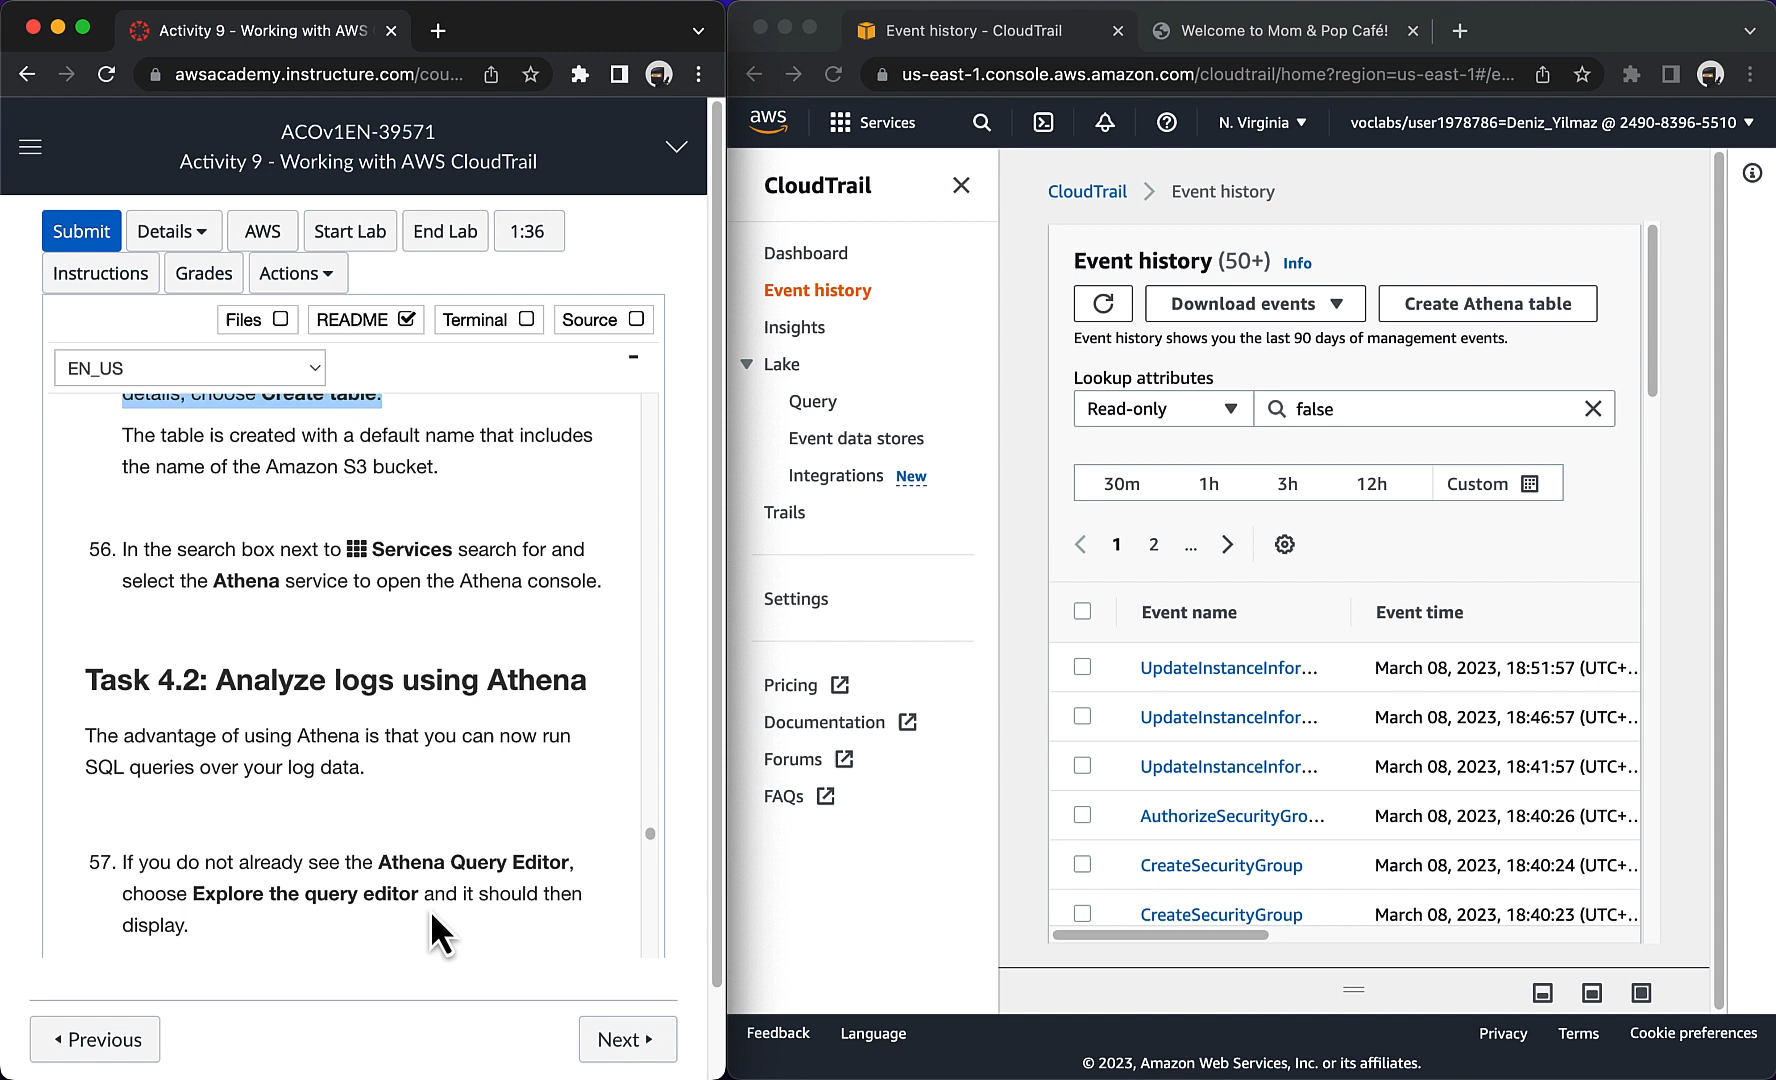 Activity 9 - Working with AWS
awsacademy.instructure.com/cou...
ACOv1EN-39571
Activity 9 - Working with AWS CloudTrail
Submit
Details
AWS
Start Lab
End Lab
1:36
Instructions
Grades
Actions
Files
README
Terminal
Source
EN_US
details, choose Create table.
The table is created with a default name that includes
the name of the Amazon S3 bucket.
56. In the search box next to Services search for and
select the Athena service to open the Athena console.
Task 4.2: Analyze logs using Athena
The advantage of using Athena is that you can now run
SQL queries over your log data.
57. If you do not already see the Athena Query Editor,
choose Explore the query editor and it should then
display.
Previous
Next
Event history - CloudTrail
Welcome to Mom & Pop Café!
us-east-1.console.aws.amazon.com/cloudtrail/home?region=us-east-1#/e...
aws
Services
N. Virginia
voclabs/user1978786=Deniz_Yilmaz @ 2490-8396-5510
CloudTrail
Dashboard
Event history
Insights
Lake
Query
Event data stores
Integrations New
Trails
Settings
Pricing
Documentation
Forums
FAQs
CloudTrail
Event history
Event history (50+) Info
Download events
Create Athena table
Event history shows you the last 90 days of management events.
Lookup attributes
Read-only
false
30m
1h
3h
12h
Custom
1
2
...
Event name
Event time
UpdateInstanceInfor...
March 08, 2023, 18:51:57 (UTC+...
UpdateInstanceInfor...
March 08, 2023, 18:46:57 (UTC+...
UpdateInstanceInfor...
March 08, 2023, 18:41:57 (UTC+...
AuthorizeSecurityGro...
March 08, 2023, 18:40:26 (UTC+...
CreateSecurityGroup
March 08, 2023, 18:40:24 (UTC+...
CreateSecurityGroup
March 08, 2023, 18:40:23 (UTC+...
Feedback
Language
Privacy
Terms
Cookie preferences
© 2023, Amazon Web Services, Inc. or its affiliates.